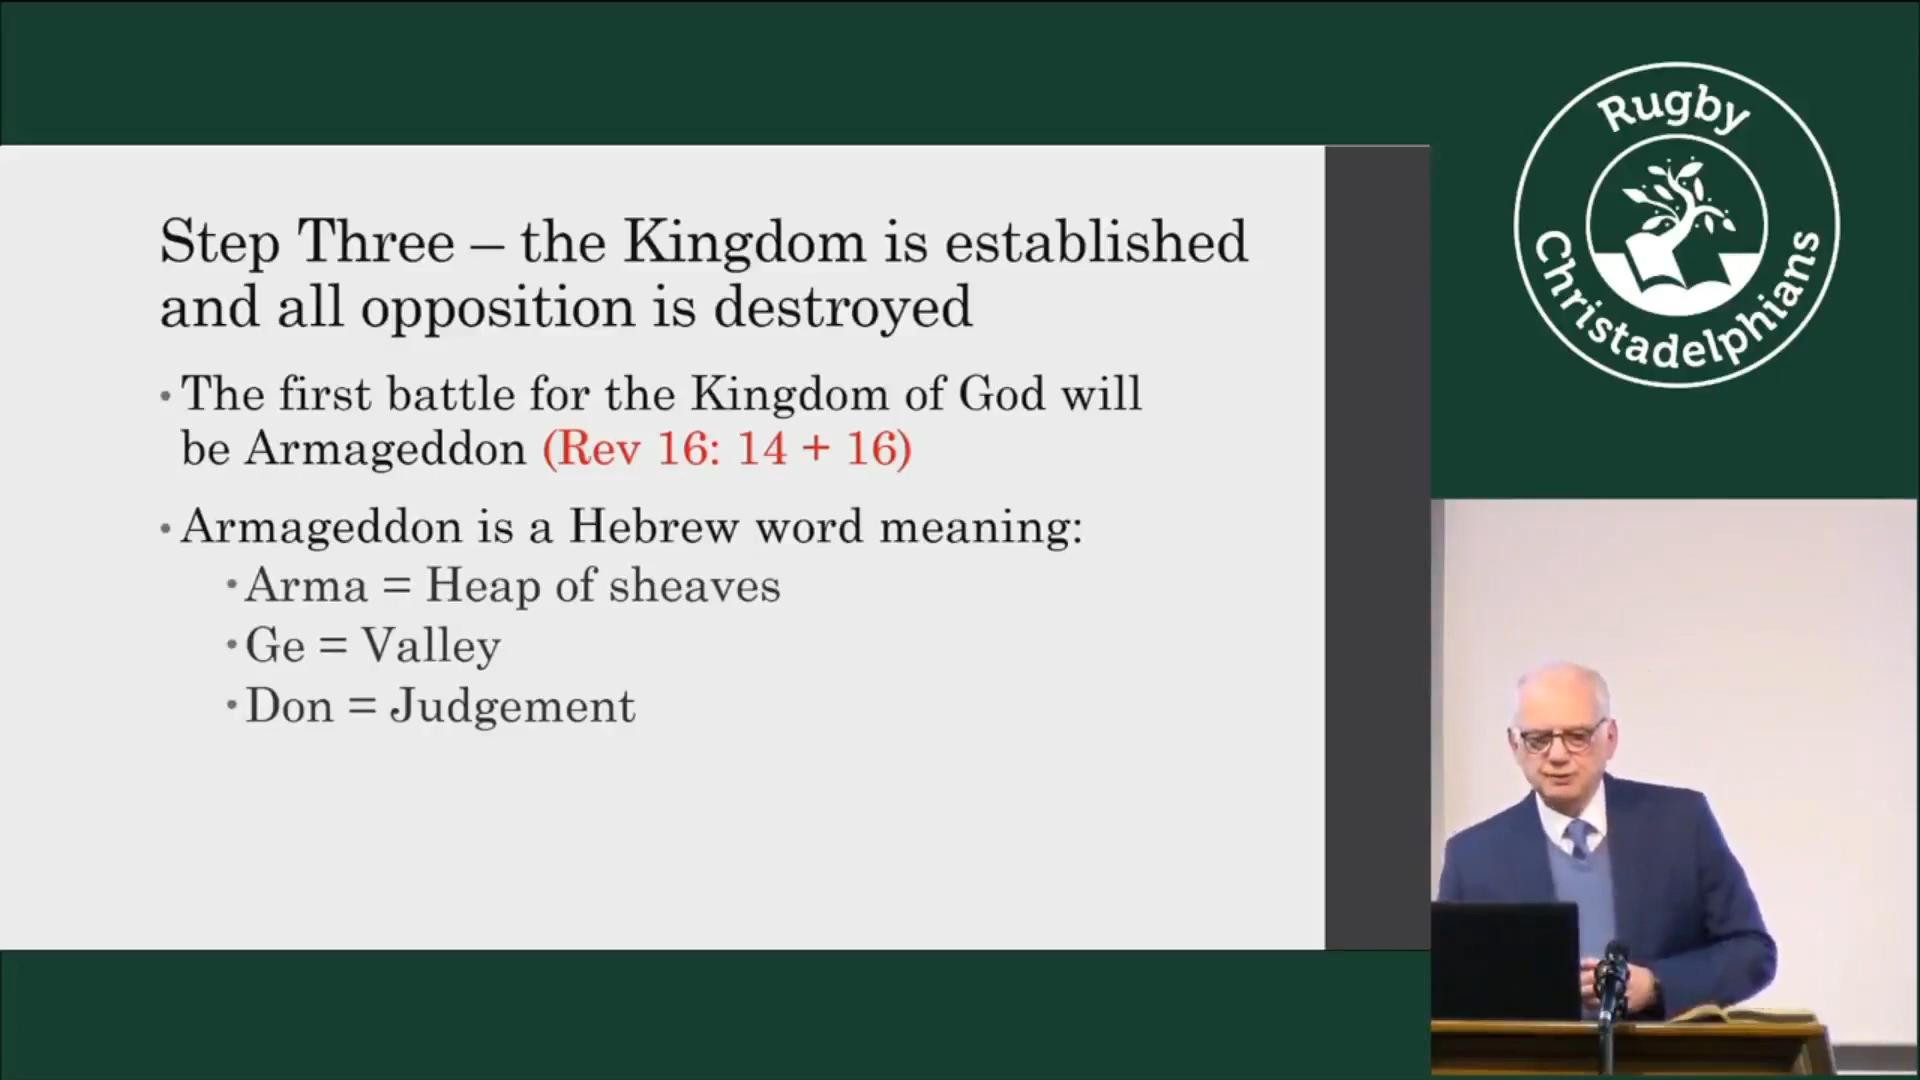 Step Three – the Kingdom is established
and all opposition is destroyed
• The first battle for the Kingdom of God will
be Armageddon (Rev 16: 14 + 16)
• Armageddon is a Hebrew word meaning:
• Arma = Heap of sheaves
• Ge = Valley
• Don = Judgement
Rugby
Christadelphians